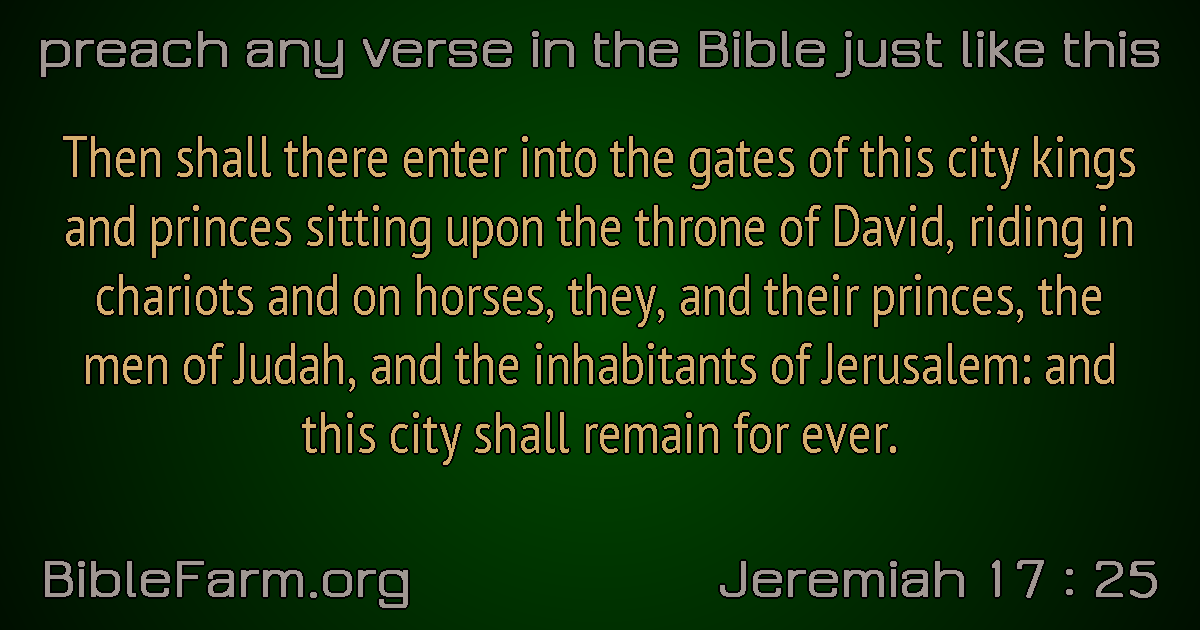 preach any verse in the Bible just like this
Then shall there enter into the gates of this city kings
and princes sitting upon the throne of David, riding in
chariots and on horses, they, and their princes, the
men of Judah, and the inhabitants of Jerusalem: and
this city shall remain for ever.
BibleFarm.org
Jeremiah 17 : 25